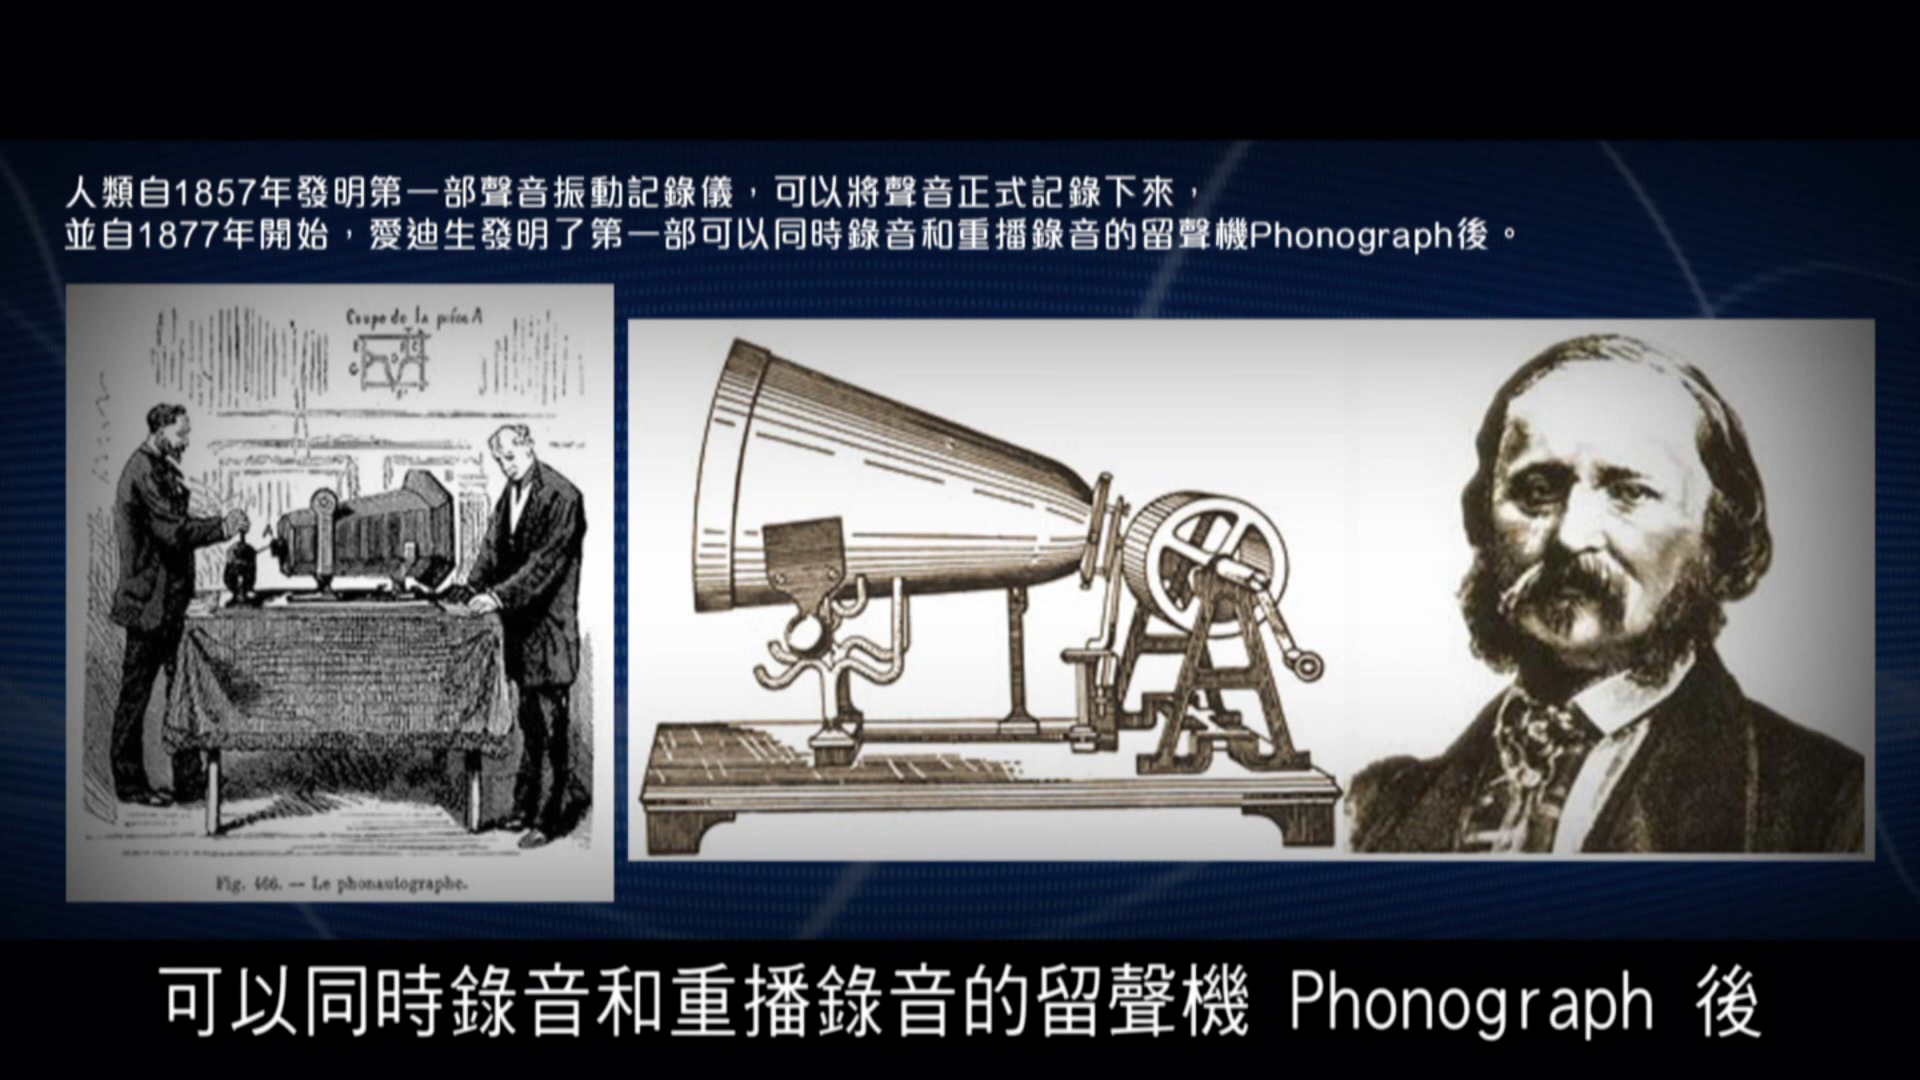 人類自1857年發明第一部聲音振動記錄儀，可以將聲音正式記錄下來，
並自1877年開始，愛迪生發明了第一部可以同時錄音和重播錄音的留聲機Phonograph後。
Coupe de la pièce A
Fig. 466. — Le phonautographe.
可以同時錄音和重播錄音的留聲機 Phonograph 後